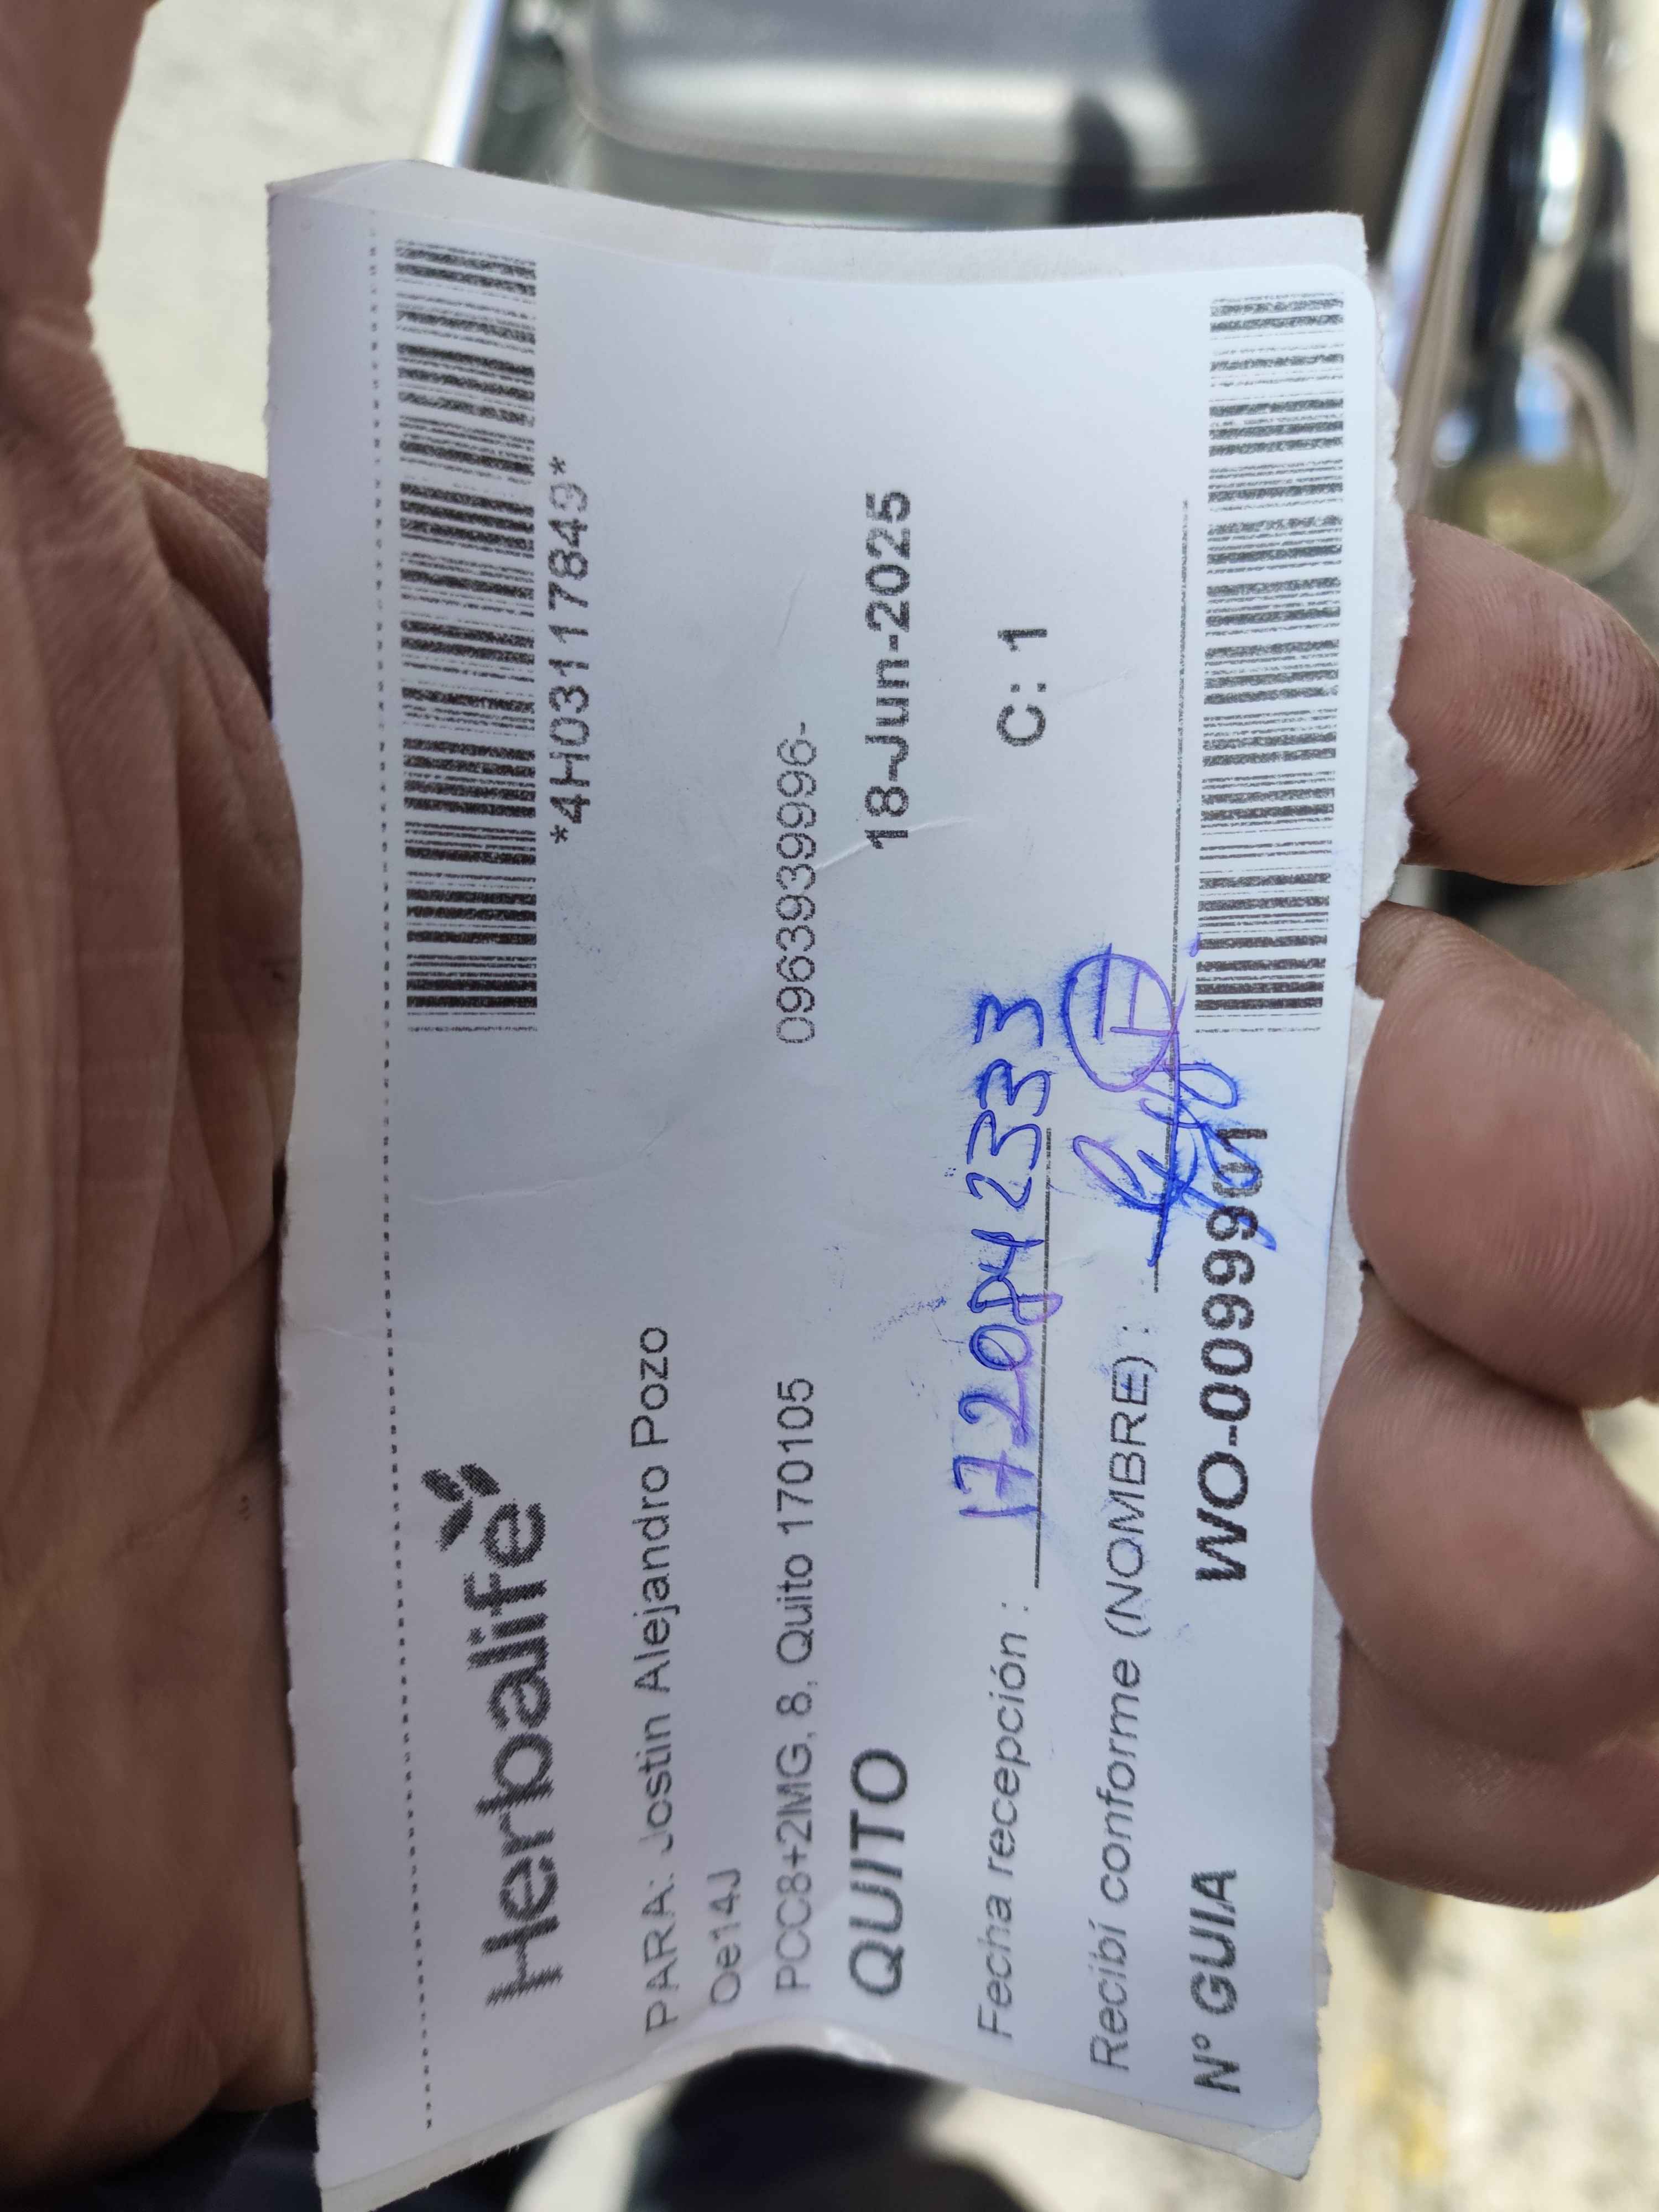 Herbalife
*4H03117849*
PARA: Jostin Alejandro Pozo
Oe14J
PCC8+2MG, 8, Quito 170105 0963939996-
QUITO 18-Jun-2025
Fecha recepción : 1720842333 C: 1
Recibí conforme (NOMBRE) :
N° GUIA WO-0099901